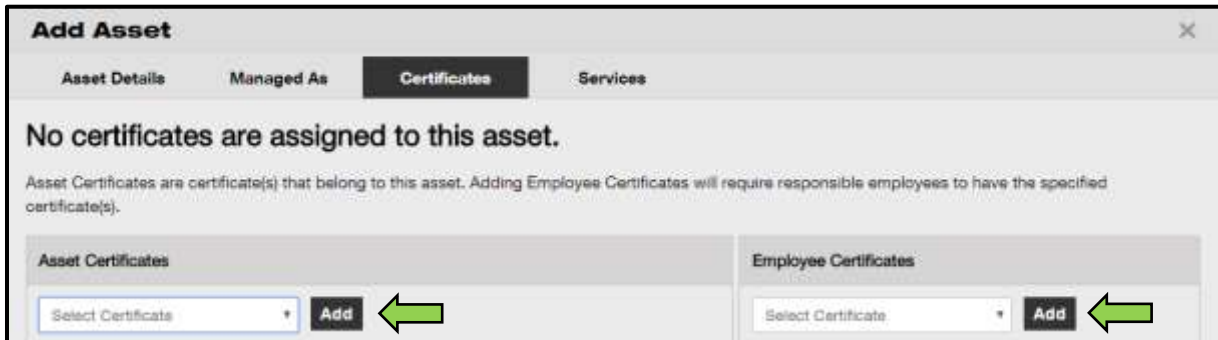 Add Asset
Asset Details Managed As Certificates Services
No certificates are assigned to this asset.
Asset Certificates are certificate(s) that belong to this asset. Adding Employee Certificates will require responsible employees to have the specified
certificate(s).
Asset Certificates Employee Certificates
Select Certificate Add Select Certificate Add